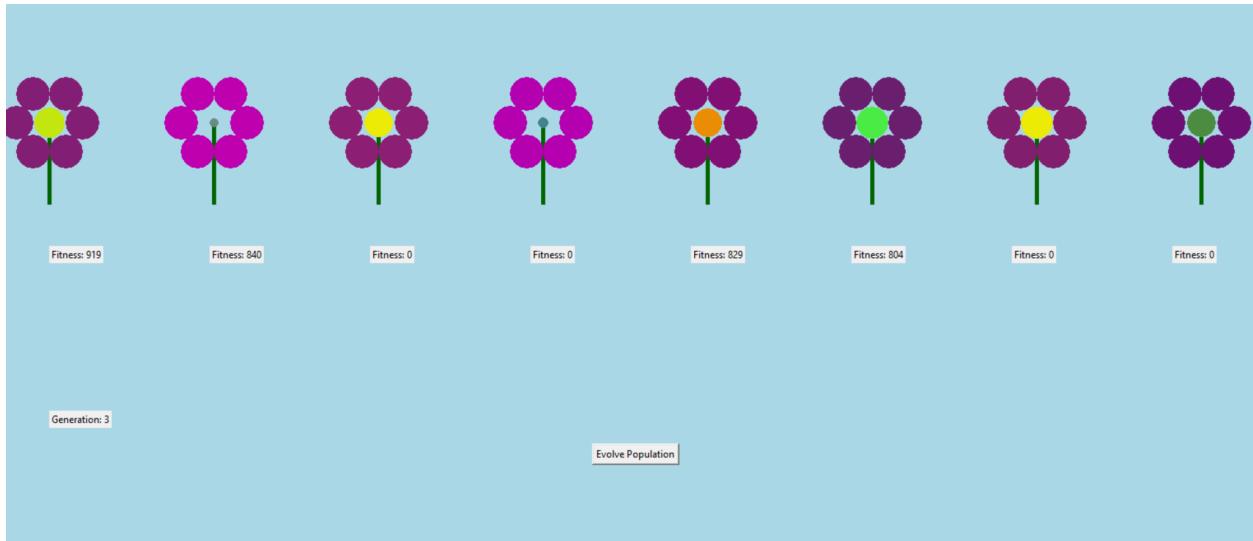 Fitness: 919
Fitness: 840
Fitness: 0
Fitness: 0
Fitness: 829
Fitness: 804
Fitness: 0
Fitness: 0
Generation: 3
Evolve Population